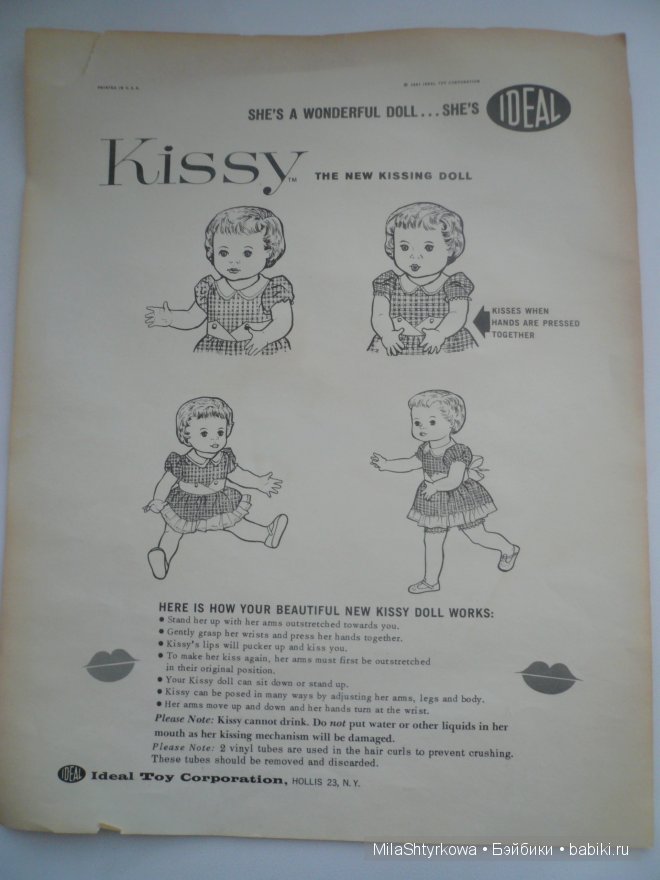 PRINTED IN U.S.A.
© 1961 IDEAL TOY CORPORATION
SHE'S A WONDERFUL DOLL...SHE'S IDEAL
Kissy™ THE NEW KISSING DOLL
KISSES WHEN
HANDS ARE PRESSED
TOGETHER
HERE IS HOW YOUR BEAUTIFUL NEW KISSY DOLL WORKS:
• Stand her up with her arms outstretched towards you.
• Gently grasp her wrists and press her hands together.
• Kissy's lips will pucker up and kiss you.
• To make her kiss again, her arms must first be outstretched
in their original position.
• Your Kissy doll can sit down or stand up.
• Kissy can be posed in many ways by adjusting her arms, legs and body.
• Her arms move up and down and her hands turn at the wrist.
Please Note: Kissy cannot drink. Do not put water or other liquids in her
mouth as her kissing mechanism will be damaged.
Please Note: 2 vinyl tubes are used in the hair curls to prevent crushing.
These tubes should be removed and discarded.
IDEAL Ideal Toy Corporation, HOLLIS 23, N.Y.
MilaShtyrkowa • Бэйбики • babiki.ru